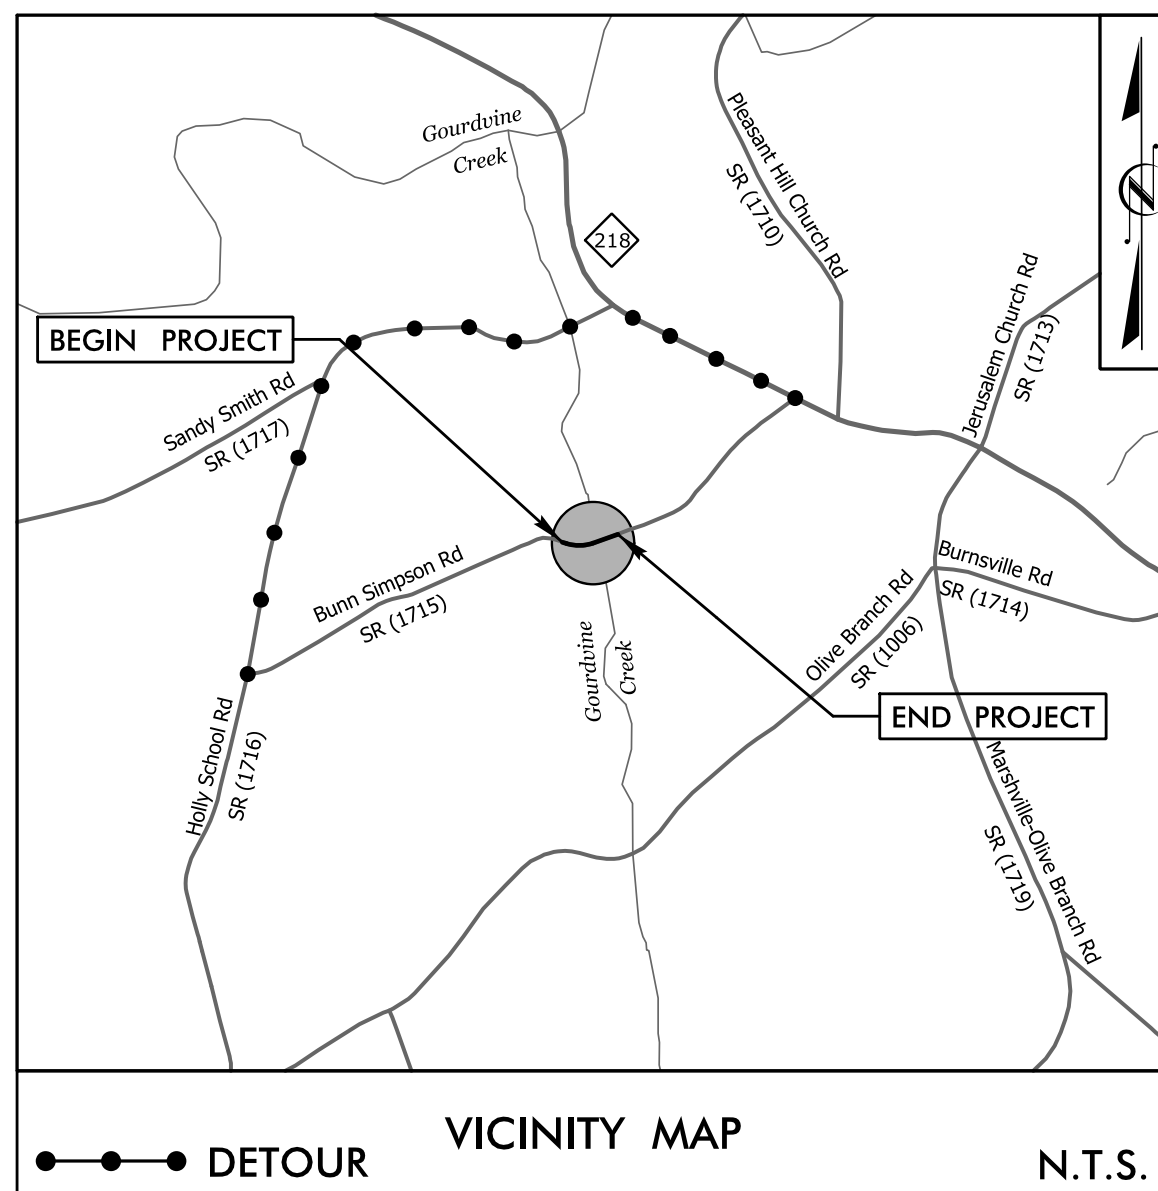 Gourdvine
Creek
Pleasant Hill Church Rd
SR (1710)
218
N
Jerusalem Church Rd
SR (1713)
BEGIN PROJECT
Sandy Smith Rd
SR (1717)
Bunn Simpson Rd
SR (1715)
Burnsville Rd
SR (1714)
Olive Branch Rd
SR (1006)
Gourdvine
Creek
END PROJECT
Holly School Rd
SR (1716)
Marshville-Olive Branch Rd
SR (1719)
VICINITY MAP
DETOUR
N.T.S.